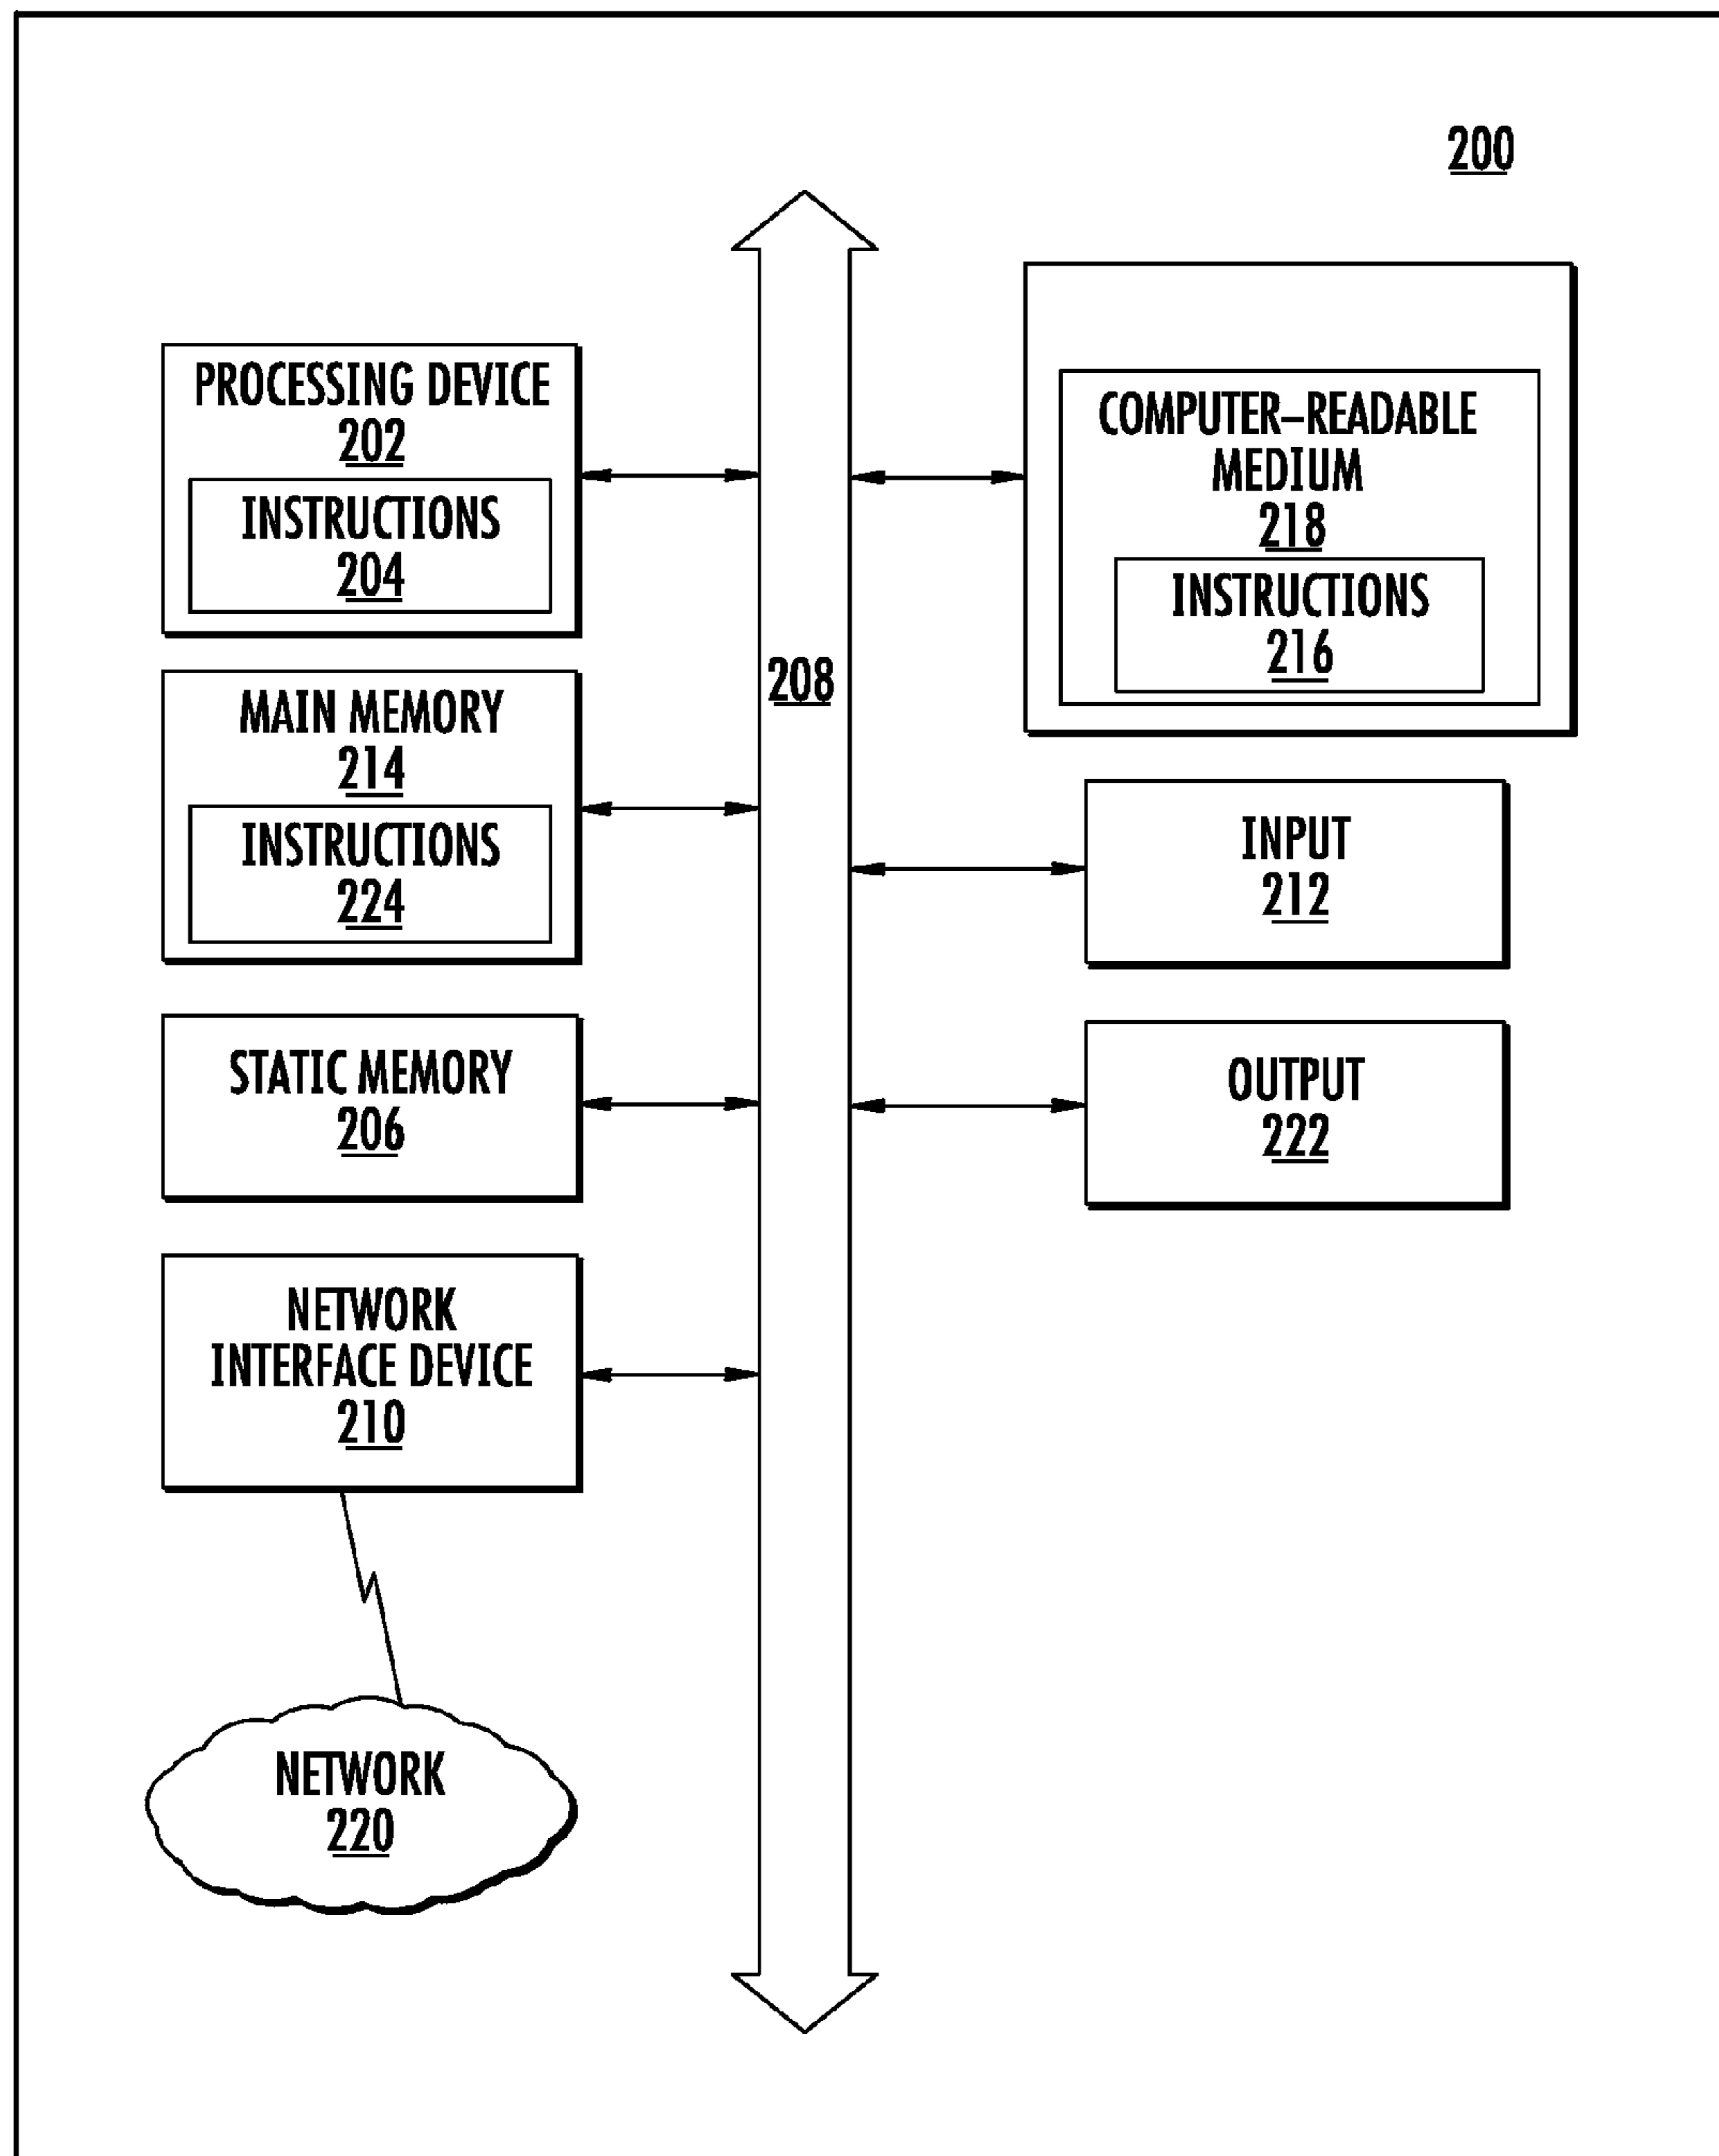 200
PROCESSING DEVICE
202
INSTRUCTIONS
204
MAIN MEMORY
214
INSTRUCTIONS
224
STATIC MEMORY
206
NETWORK
INTERFACE DEVICE
210
NETWORK
220
208
COMPUTER–READABLE
MEDIUM
218
INSTRUCTIONS
216
INPUT
212
OUTPUT
222